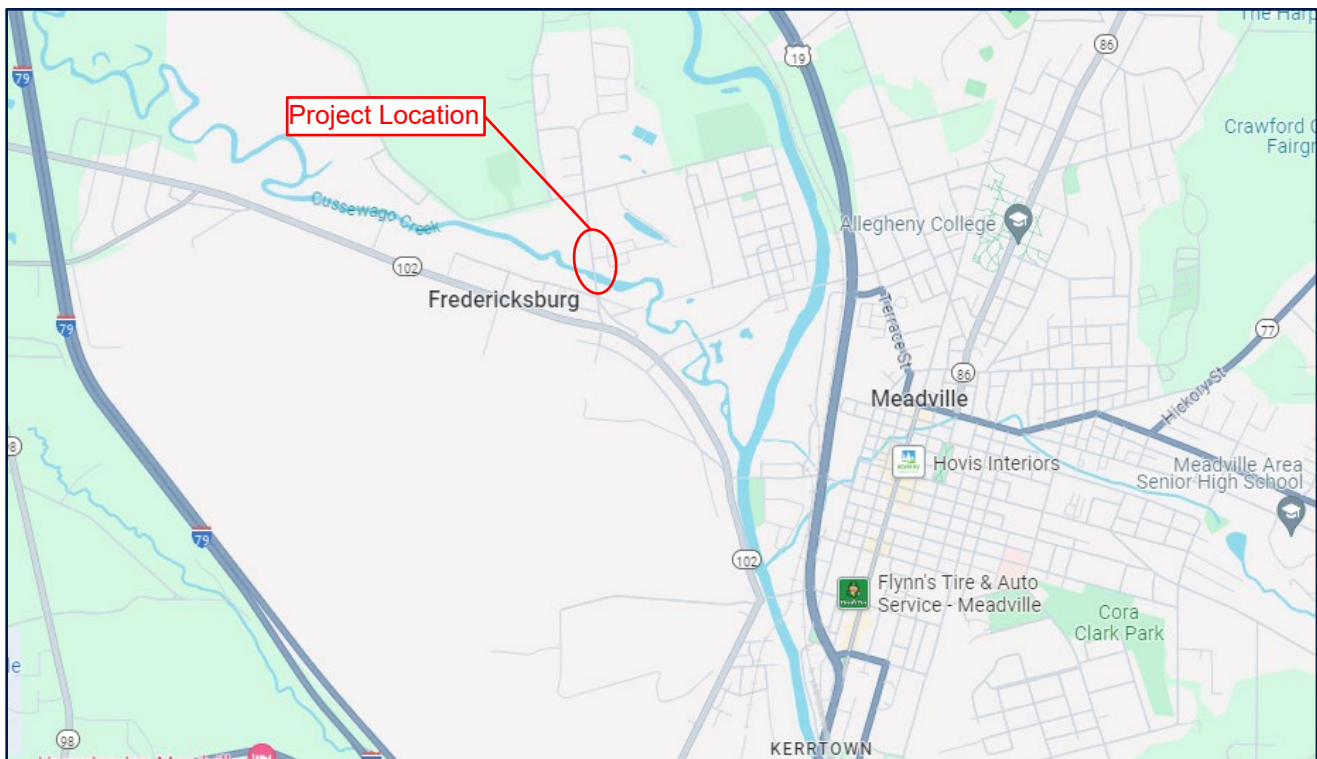 The Harp
86
19
79
Project Location
Crawford C
Fairgr
Cussewago Creek
Allegheny College
102
Fredericksburg
79
77
Terrace St
86
Hickory St
Meadville
98
Hovis Interiors
Meadville Area
Senior High School
79
102
Flynn's Tire & Auto
Service - Meadville
Cora
Clark Park
98
KERRTOWN